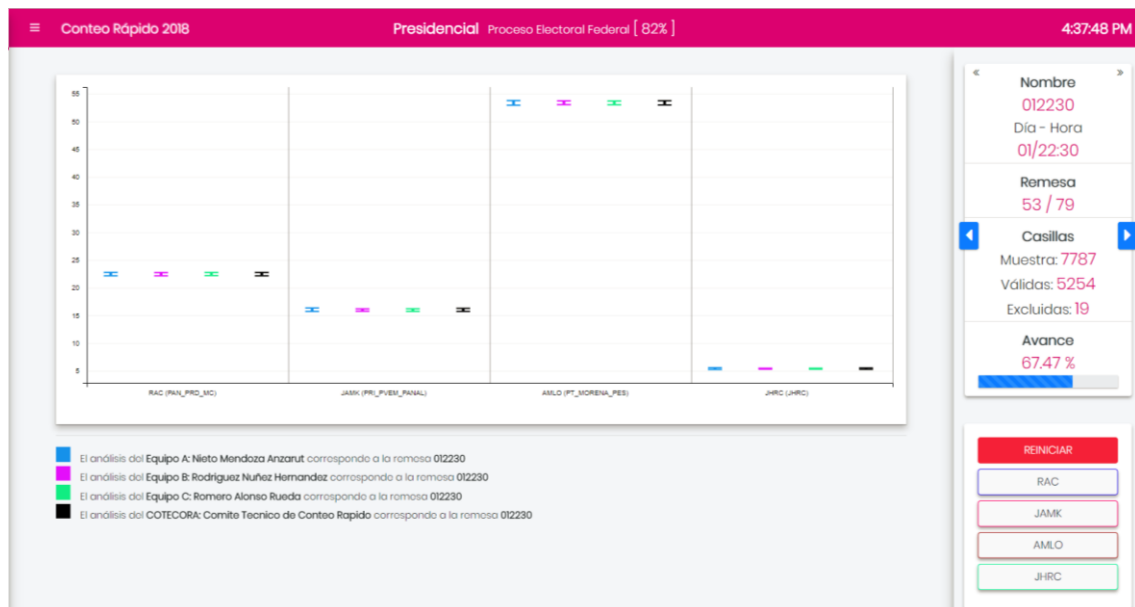 ≡ Conteo Rápido 2018 Presidencial Proceso Electoral Federal [ 82% ] 4:37:48 PM
55
50
45
40
35
30
25
20
15
10
5
RAC (PAN_PRD_MC) JAMK (PRI_PVEM_PANAL) AMLO (PT_MORENA_PES) JHRC (JHRC)
El análisis del Equipo A: Nieto Mendoza Anzarut corresponde a la remesa 012230
El análisis del Equipo B: Rodriguez Nuñez Hernandez corresponde a la remesa 012230
El análisis del Equipo C: Romero Alonso Rueda corresponde a la remesa 012230
El análisis del COTECORA: Comite Tecnico de Conteo Rapido corresponde a la remesa 012230
« »
Nombre
012230
Día - Hora
01/22:30
Remesa
53 / 79
Casillas
Muestra: 7787
Válidas: 5254
Excluidas: 19
Avance
67.47 %
REINICIAR
RAC
JAMK
AMLO
JHRC